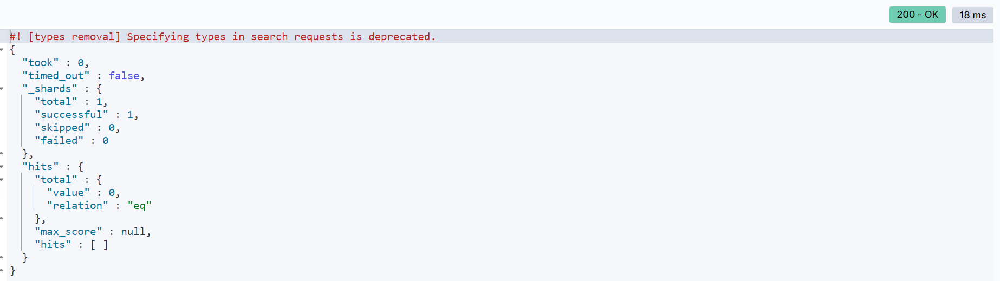 200 - OK
18 ms
#! [types removal] Specifying types in search requests is deprecated.
{
  "took" : 0,
  "timed_out" : false,
  "_shards" : {
    "total" : 1,
    "successful" : 1,
    "skipped" : 0,
    "failed" : 0
  },
  "hits" : {
    "total" : {
      "value" : 0,
      "relation" : "eq"
    },
    "max_score" : null,
    "hits" : [ ]
  }
}